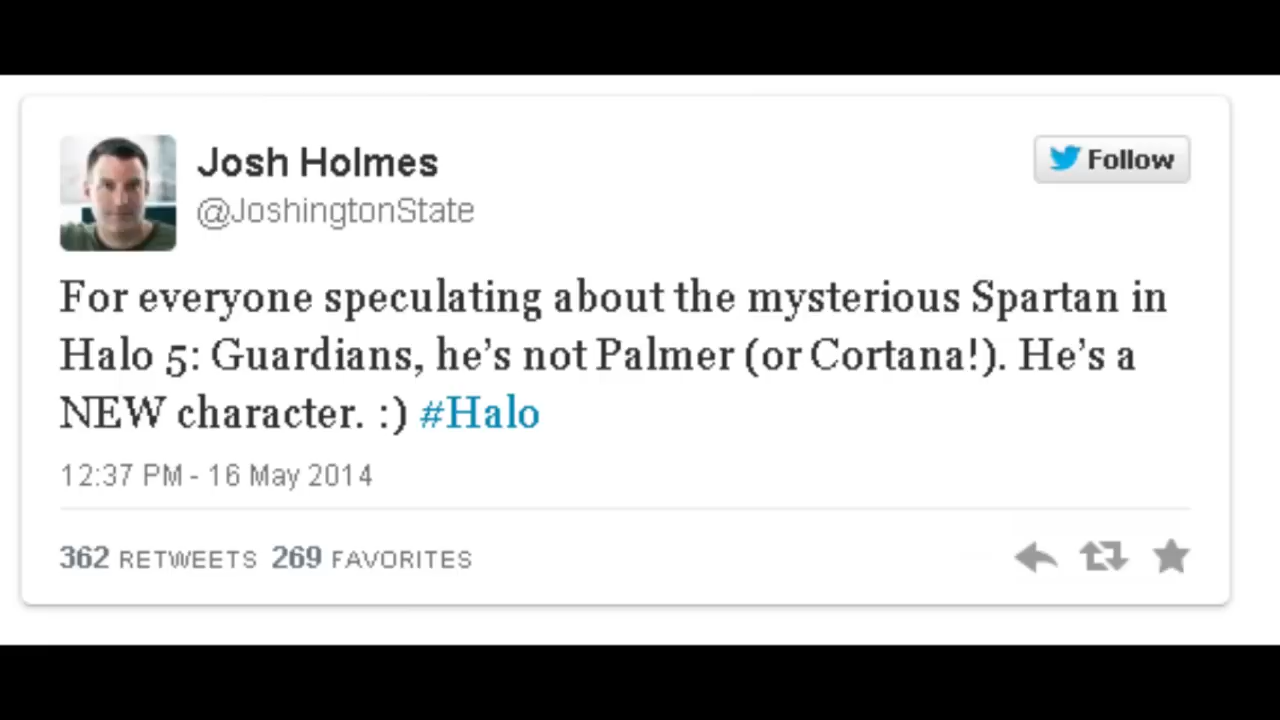 Josh Holmes
@JoshingtonState
Follow
For everyone speculating about the mysterious Spartan in
Halo 5: Guardians, he's not Palmer (or Cortana!). He's a
NEW character. :) #Halo
12:37 PM - 16 May 2014
362 RETWEETS 269 FAVORITES